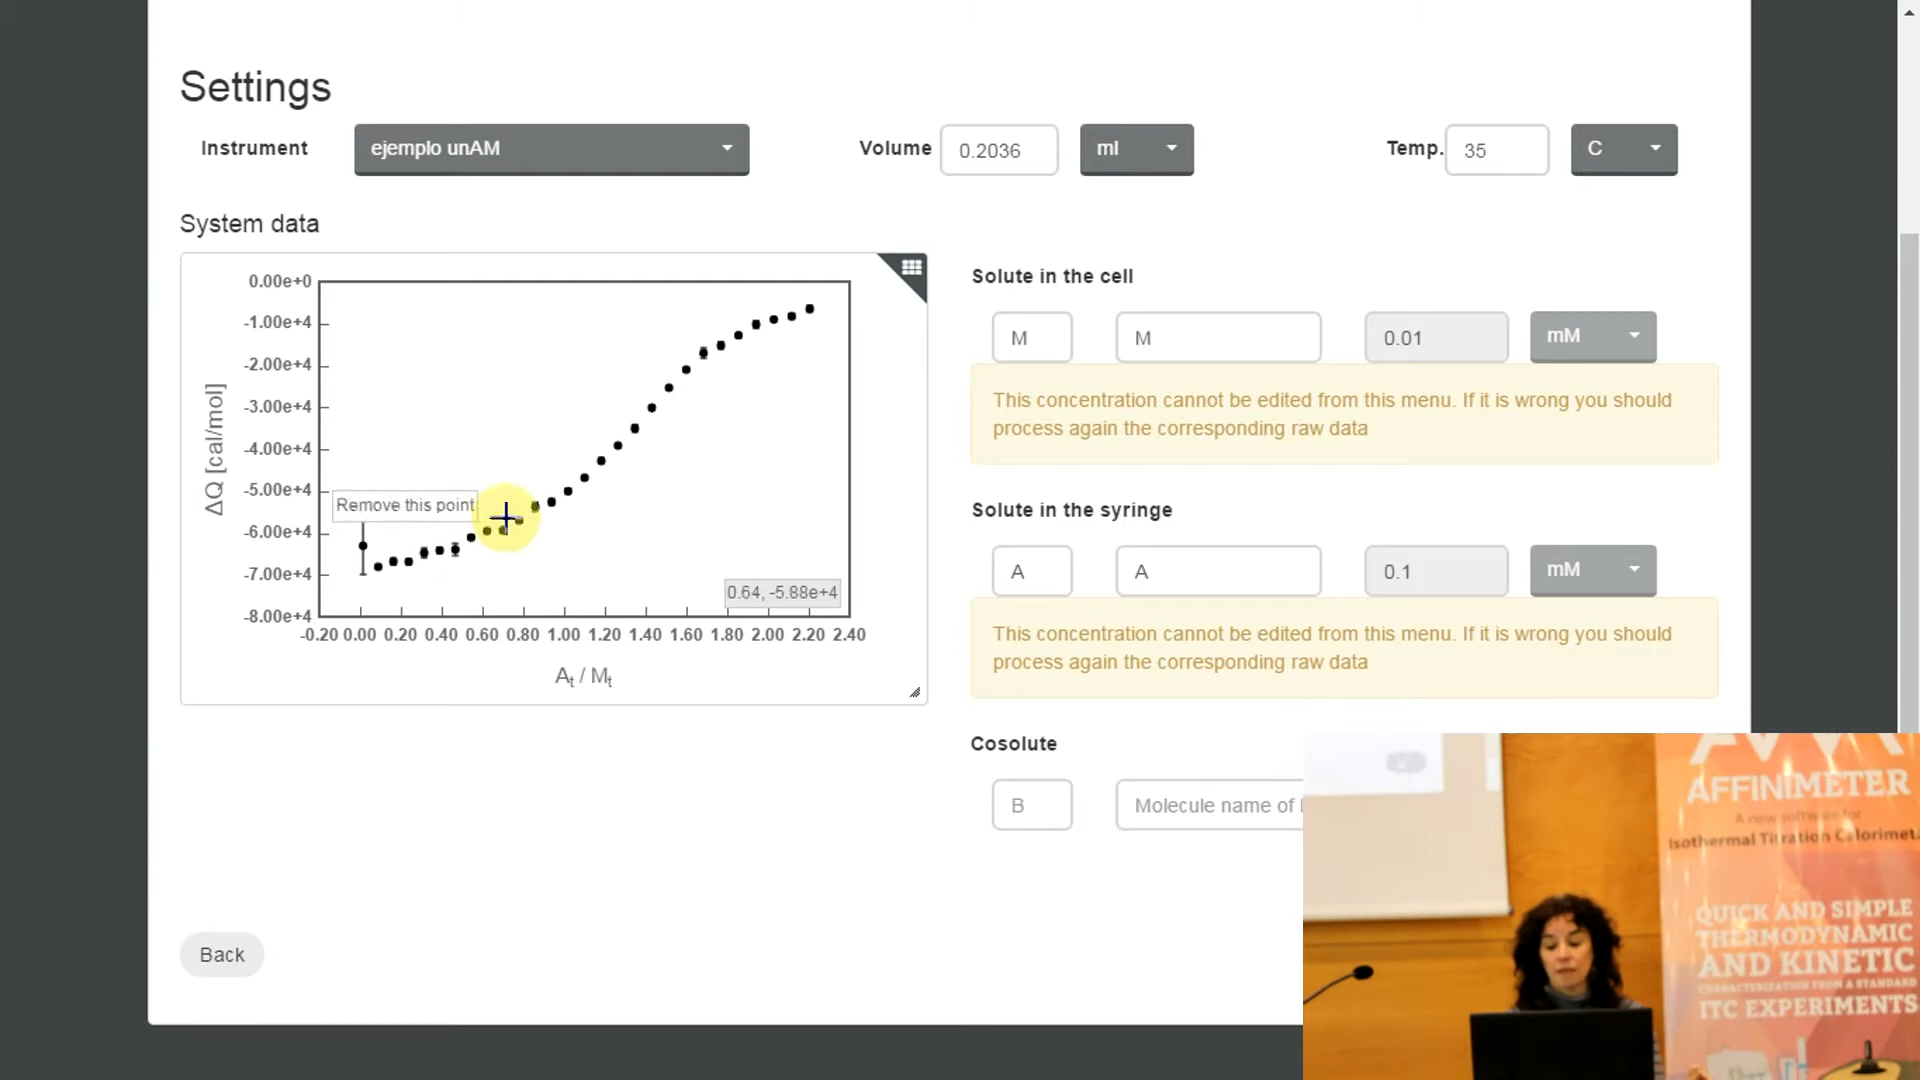 Settings
Instrument
ejemplo unAM
Volume
0.2036
ml
Temp.
35
C
System data
0.00e+0
-1.00e+4
-2.00e+4
-3.00e+4
-4.00e+4
-5.00e+4
-6.00e+4
-7.00e+4
-8.00e+4
ΔQ [cal/mol]
Remove this point
0.64, -5.88e+4
-0.20 0.00 0.20 0.40 0.60 0.80 1.00 1.20 1.40 1.60 1.80 2.00 2.20 2.40
At / Mt
Solute in the cell
M
M
0.01
mM
This concentration cannot be edited from this menu. If it is wrong you should
process again the corresponding raw data
Solute in the syringe
A
A
0.1
mM
This concentration cannot be edited from this menu. If it is wrong you should
process again the corresponding raw data
Cosolute
B
Molecule name of
Back
AFFINIMETER
A new software for
Isothermal Titration Calorimet
QUICK AND SIMPLE
THERMODYNAMIC
AND KINETIC
CHARACTERIZATION FROM A STANDARD
ITC EXPERIMENTS